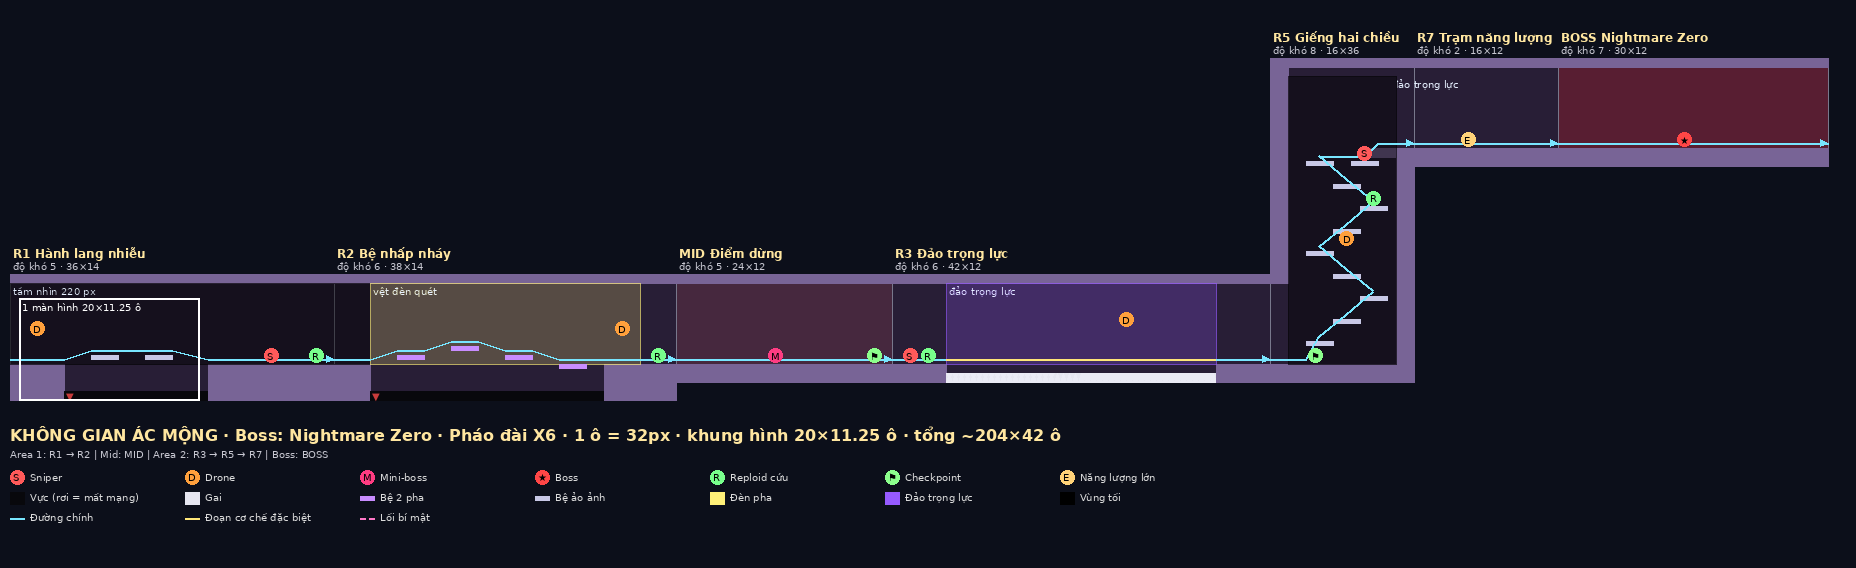 R5 Giếng hai chiều
độ khó 8 · 16×36
R7 Trạm năng lượng
độ khó 2 · 16×12
BOSS Nightmare Zero
độ khó 7 · 30×12
đảo trọng lực
E
★
S
R
D
R1 Hành lang nhiễu
độ khó 5 · 36×14
R2 Bệ nhấp nháy
độ khó 6 · 38×14
MID Điểm dừng
độ khó 5 · 24×12
R3 Đảo trọng lực
độ khó 6 · 42×12
tầm nhìn 220 px
vệt đèn quét
đảo trọng lực
1 màn hình 20×11.25 ô
D
D
D
S
R
R
M
⚑
S
R
⚑
KHÔNG GIAN ÁC MỘNG · Boss: Nightmare Zero · Pháo đài X6 · 1 ô = 32px · khung hình 20×11.25 ô · tổng ~204×42 ô
Area 1: R1 → R2 | Mid: MID | Area 2: R3 → R5 → R7 | Boss: BOSS
S Sniper
D Drone
M Mini-boss
★ Boss
R Reploid cứu
⚑ Checkpoint
E Năng lượng lớn
Vực (rơi = mất mạng)
Gai
Bệ 2 pha
Bệ ảo ảnh
Đèn pha
Đảo trọng lực
Vùng tối
Đường chính
Đoạn cơ chế đặc biệt
Lối bí mật